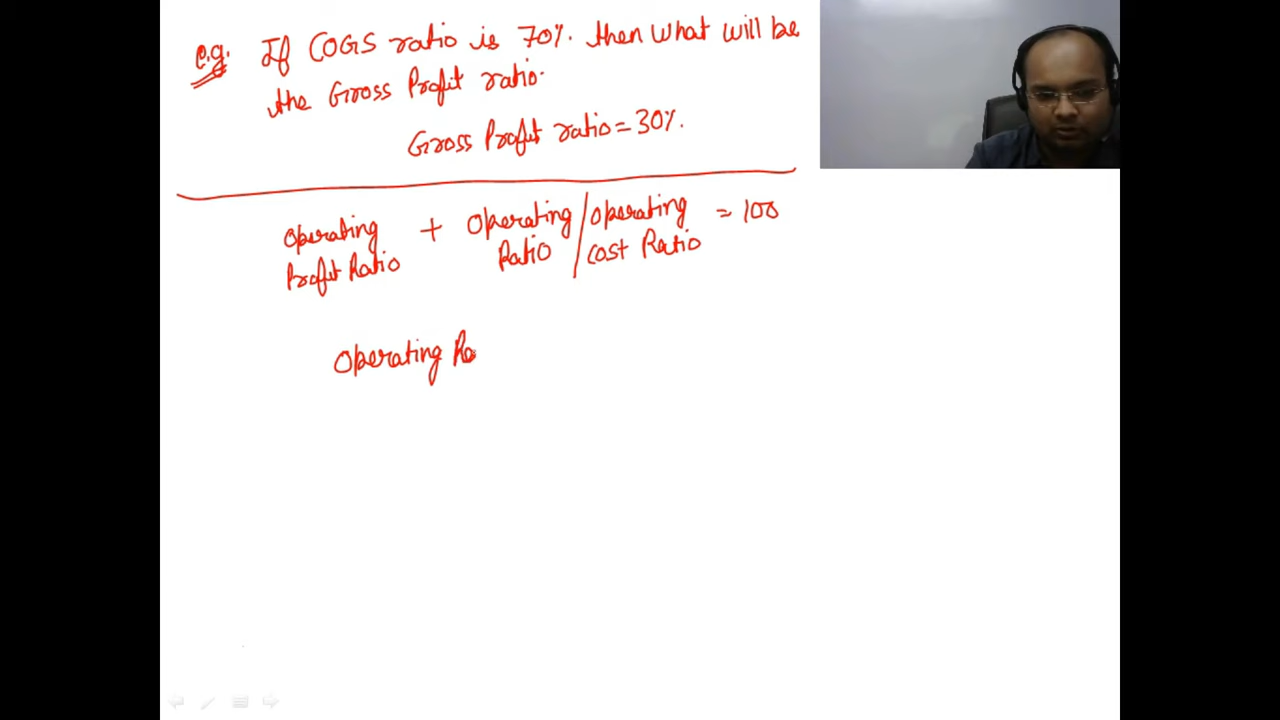 e.g. If COGS ratio is 70%. then what will be
the Gross Profit ratio.
Gross Profit ratio = 30%.
Operating Profit Ratio + Operating Ratio / Operating Cost Ratio = 100
Operating Ra